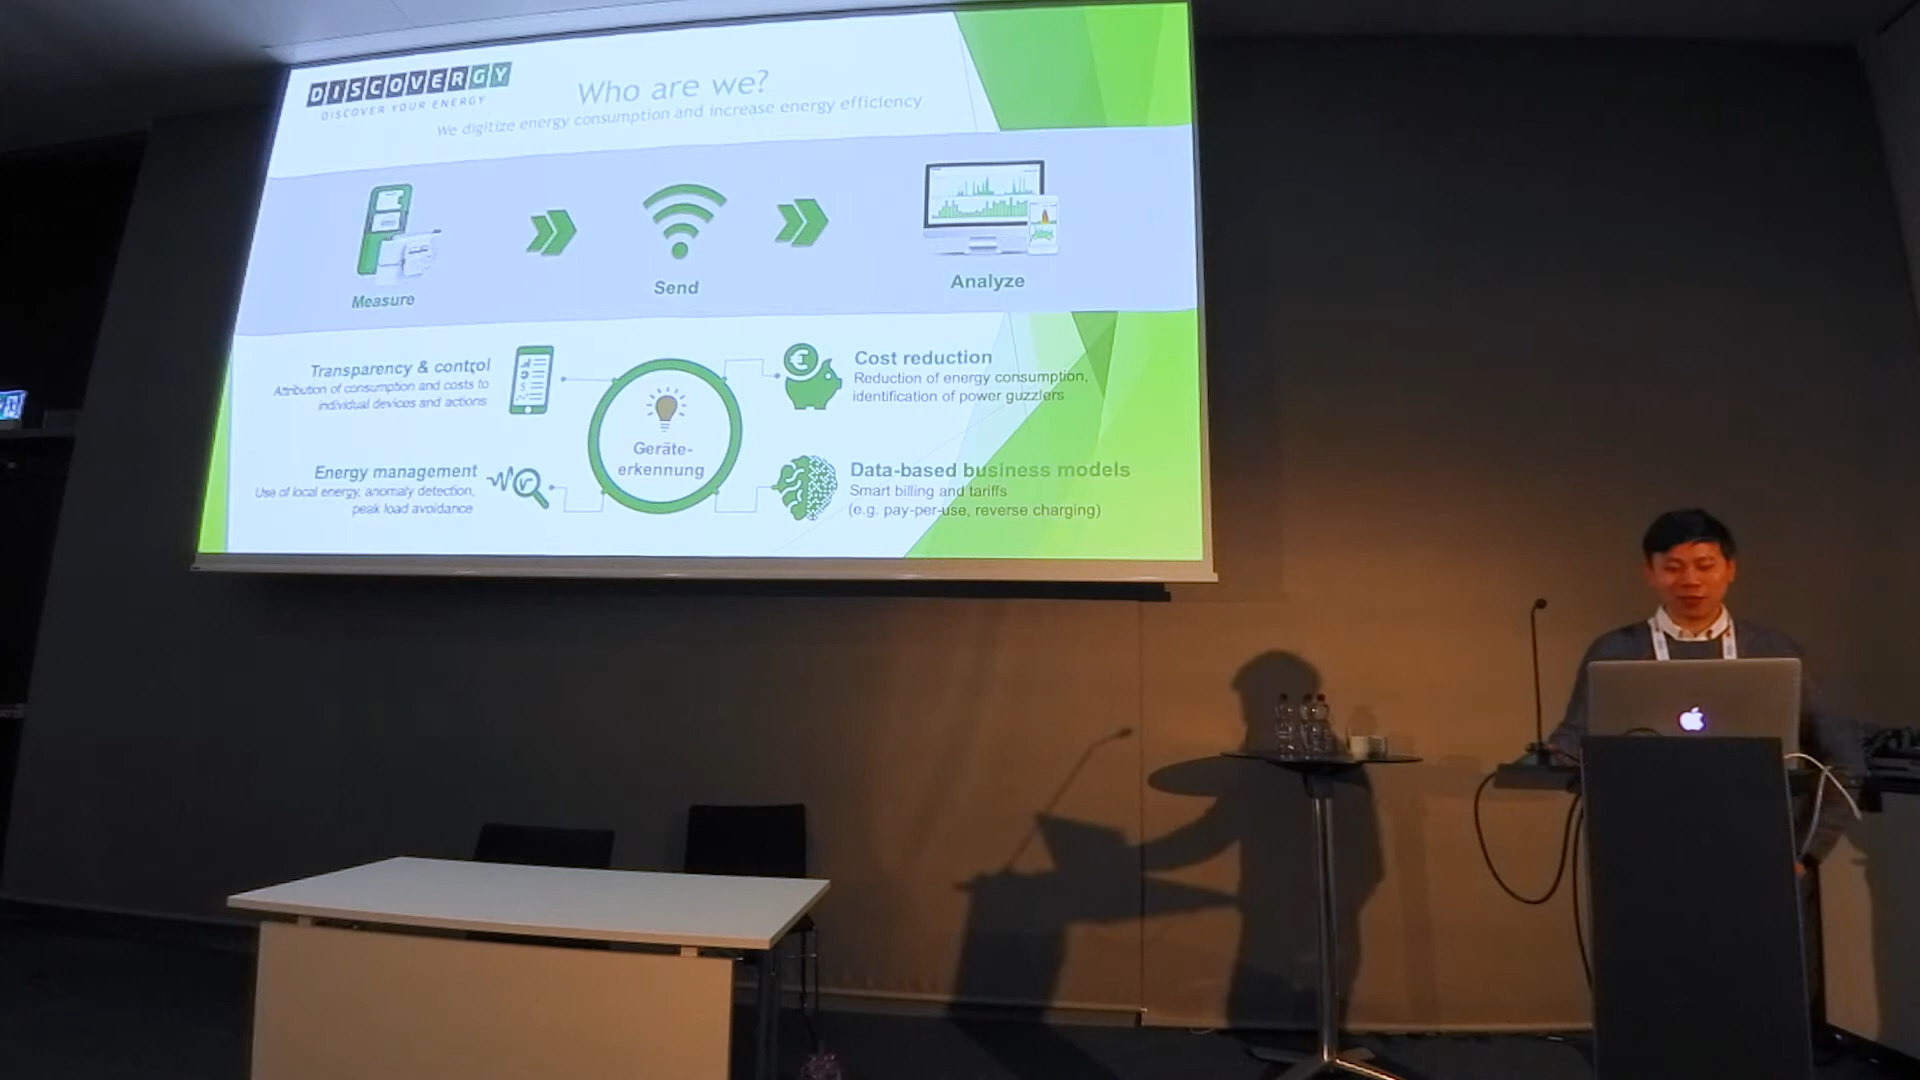 DISCOVERGY
DISCOVER YOUR ENERGY
Who are we?
We digitize energy consumption and increase energy efficiency
Measure
Send
Analyze
Transparency & control
Attribution of consumption and costs to
individual devices and actions
Cost reduction
Reduction of energy consumption,
identification of power guzzlers
Geräte-
erkennung
Energy management
Use of local energy, anomaly detection,
peak load avoidance
Data-based business models
Smart billing and tariffs
(e.g. pay-per-use, reverse charging)